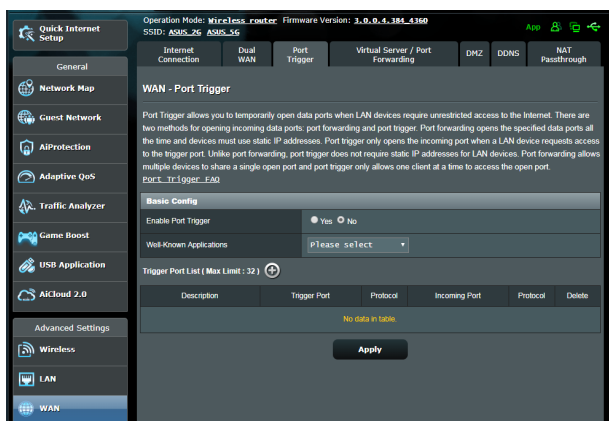 Quick Internet
Setup
Operation Mode: Wireless router Firmware Version: 3.0.0.4.384_4360
SSID: ASUS_2G ASUS_5G
App
Internet
Connection
Dual
WAN
Port
Trigger
Virtual Server / Port
Forwarding
DMZ
DDNS
NAT
Passthrough
General
Network Map
Guest Network
AiProtection
Adaptive QoS
Traffic Analyzer
Game Boost
USB Application
AiCloud 2.0
Advanced Settings
Wireless
LAN
WAN
WAN - Port Trigger
Port Trigger allows you to temporarily open data ports when LAN devices require unrestricted access to the Internet. There are
two methods for opening incoming data ports: port forwarding and port trigger. Port forwarding opens the specified data ports all
the time and devices must use static IP addresses. Port trigger only opens the incoming port when a LAN device requests access
to the trigger port. Unlike port forwarding, port trigger does not require static IP addresses for LAN devices. Port forwarding allows
multiple devices to share a single open port and port trigger only allows one client at a time to access the open port.
Port Trigger FAQ
Basic Config
Enable Port Trigger Yes No
Well-Known Applications Please select
Trigger Port List ( Max Limit : 32 )
Description Trigger Port Protocol Incoming Port Protocol Delete
No data in table.
Apply